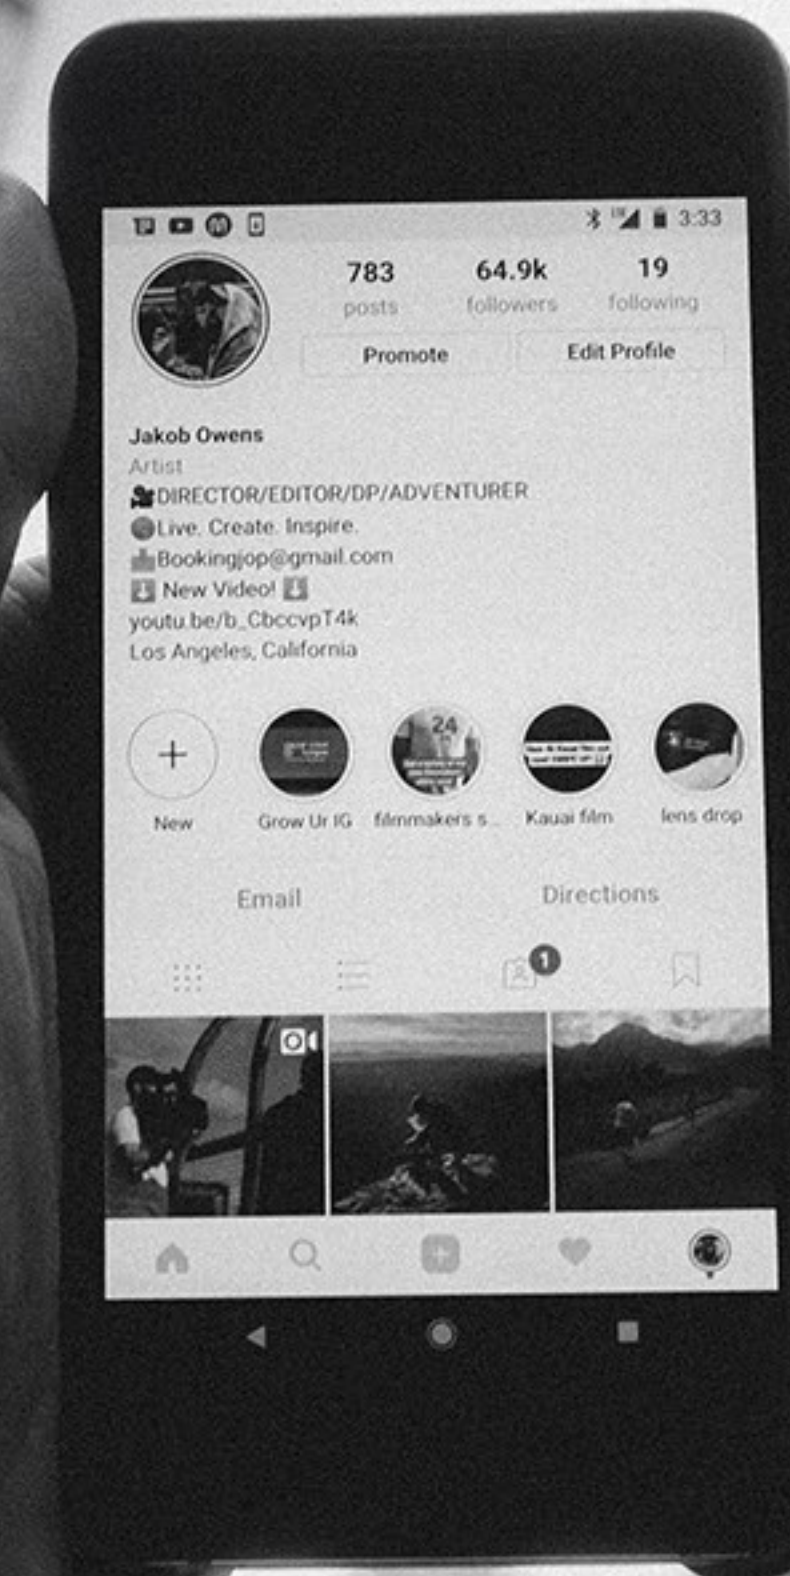 3:33
783 64.9k 19
posts followers following
Promote Edit Profile
Jakob Owens
Artist
DIRECTOR/EDITOR/DP/ADVENTURER
Live. Create. Inspire.
Bookingjop@gmail.com
New Video!
youtu.be/b_CbccvpT4k
Los Angeles, California
24
New Grow Ur IG filmmakers s... Kauai film lens drop
Email Directions
1